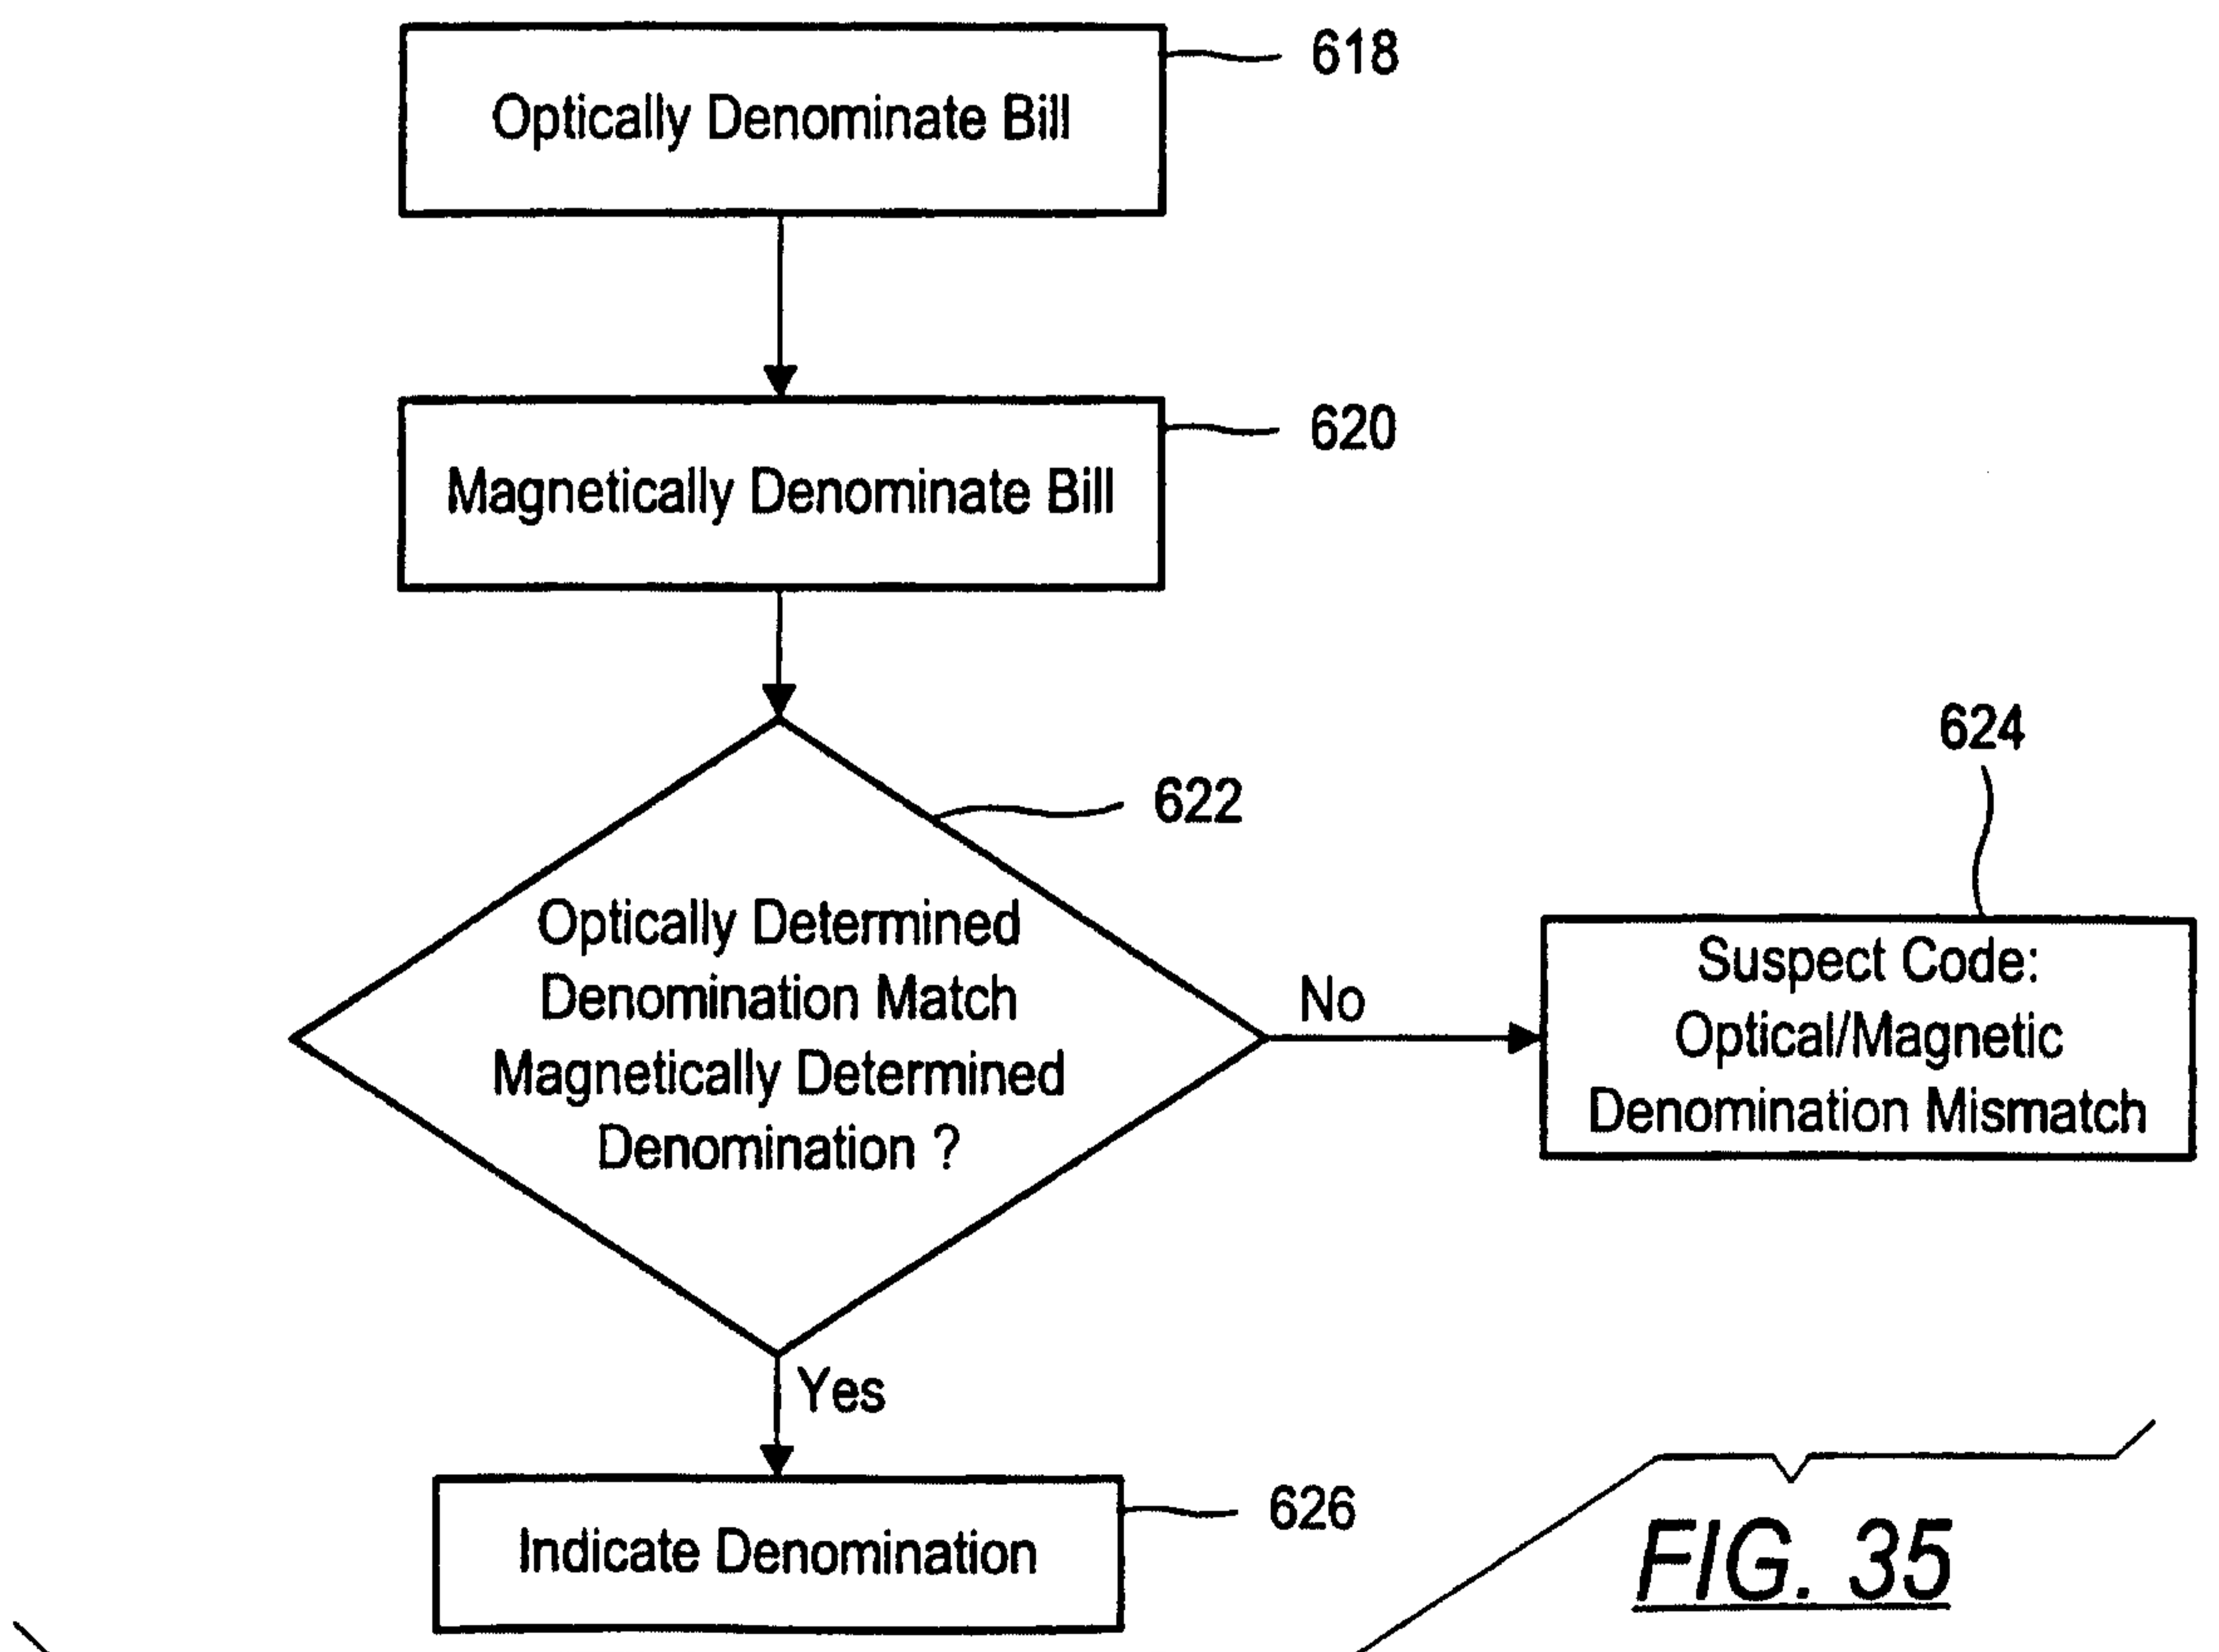 618
Optically Denominate Bill
620
Magnetically Denominate Bill
622
Optically Determined
Denomination Match
Magnetically Determined
Denomination ?
No
624
Suspect Code:
Optical/Magnetic
Denomination Mismatch
Yes
626
Indicate Denomination
FIG. 35